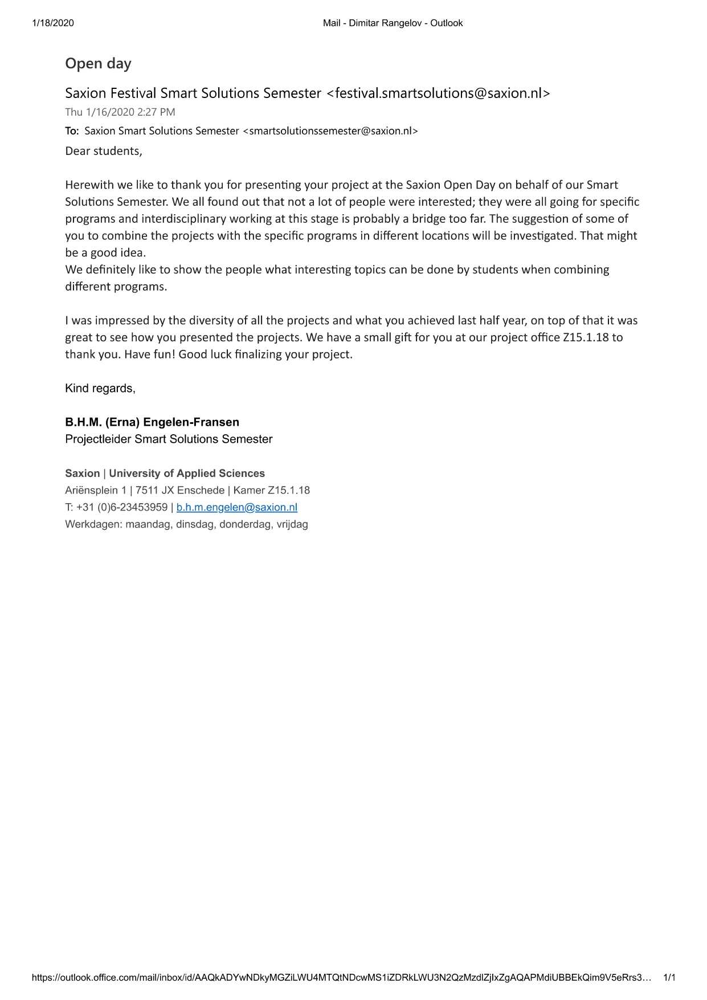 1/18/2020
Mail - Dimitar Rangelov - Outlook
Open day
Saxion Festival Smart Solutions Semester <festival.smartsolutions@saxion.nl>
Thu 1/16/2020 2:27 PM
To: Saxion Smart Solutions Semester <smartsolutionssemester@saxion.nl>
Dear students,
Herewith we like to thank you for presenting your project at the Saxion Open Day on behalf of our Smart
Solutions Semester. We all found out that not a lot of people were interested; they were all going for specific
programs and interdisciplinary working at this stage is probably a bridge too far. The suggestion of some of
you to combine the projects with the specific programs in different locations will be investigated. That might
be a good idea.
We definitely like to show the people what interesting topics can be done by students when combining
different programs.
I was impressed by the diversity of all the projects and what you achieved last half year, on top of that it was
great to see how you presented the projects. We have a small gift for you at our project office Z15.1.18 to
thank you. Have fun! Good luck finalizing your project.
Kind regards,
B.H.M. (Erna) Engelen-Fransen
Projectleider Smart Solutions Semester
Saxion | University of Applied Sciences
Ariënsplein 1 | 7511 JX Enschede | Kamer Z15.1.18
T: +31 (0)6-23453959 | b.h.m.engelen@saxion.nl
Werkdagen: maandag, dinsdag, donderdag, vrijdag
https://outlook.office.com/mail/inbox/id/AAQkADYwNDkyMGZiLWU4MTQtNDcwMS1iZDRkLWU3N2QzMzdlZjIxZgAQAPMdiUBBEkQim9V5eRrs3… 1/1